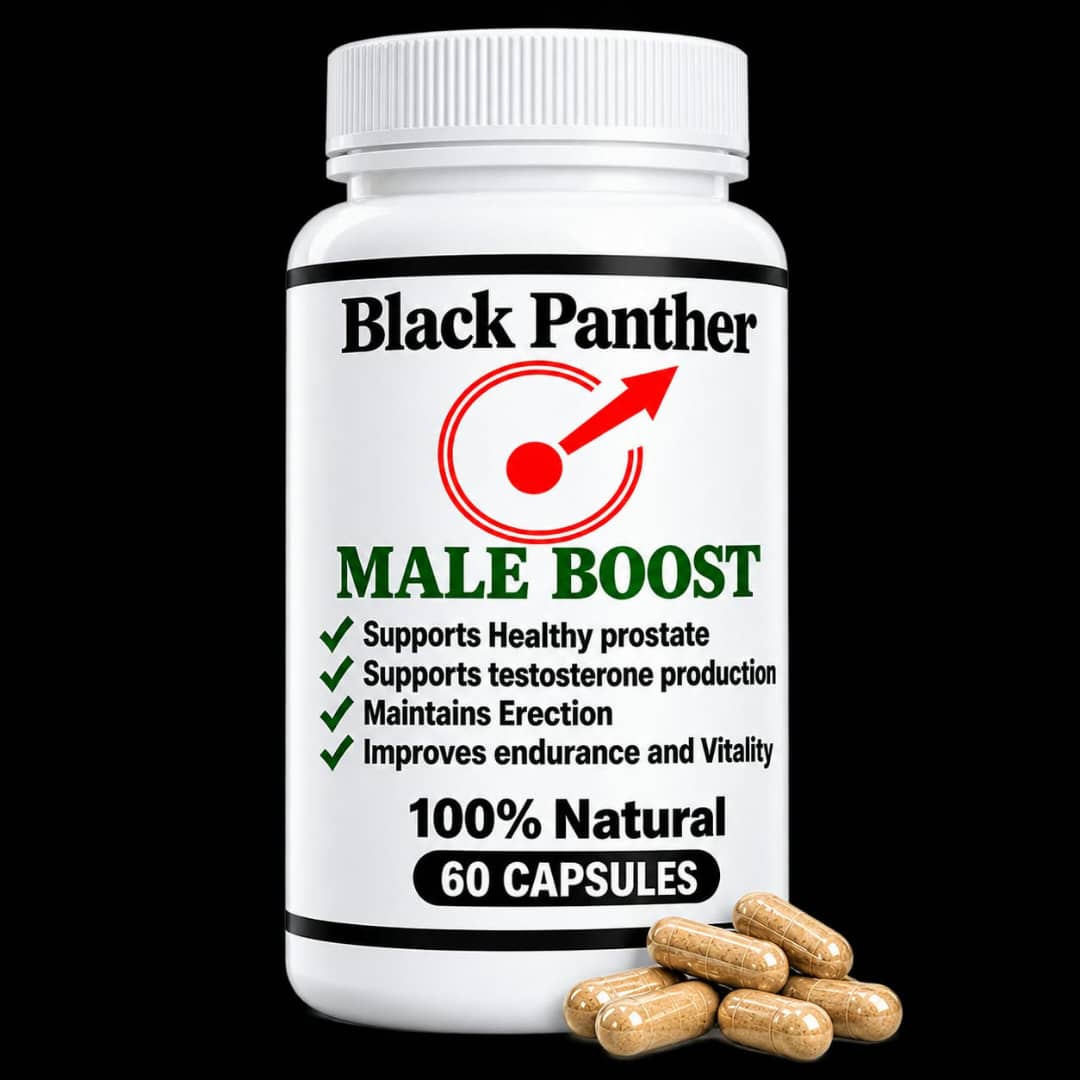 Black Panther
MALE BOOST
Supports Healthy prostate
Supports testosterone production
Maintains Erection
Improves endurance and Vitality
100% Natural
60 CAPSULES